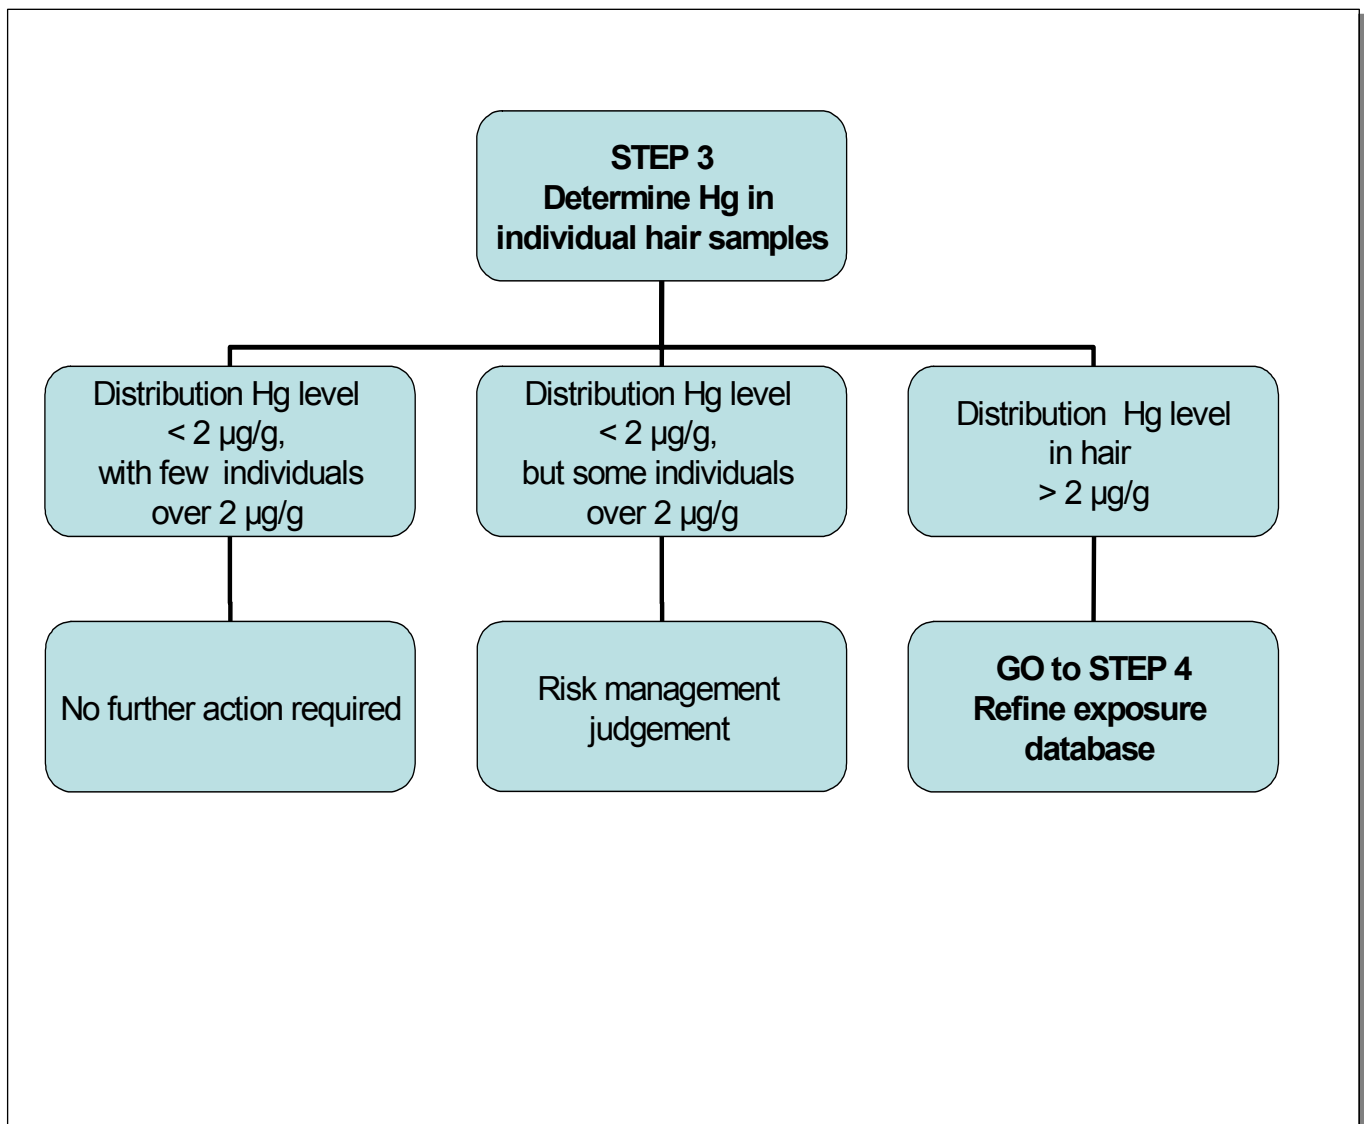 STEP 3
Determine Hg in
individual hair samples
Distribution Hg level
< 2 µg/g,
with few individuals
over 2 µg/g
Distribution Hg level
< 2 µg/g,
but some individuals
over 2 µg/g
Distribution Hg level
in hair
> 2 µg/g
No further action required
Risk management
judgement
GO to STEP 4
Refine exposure
database